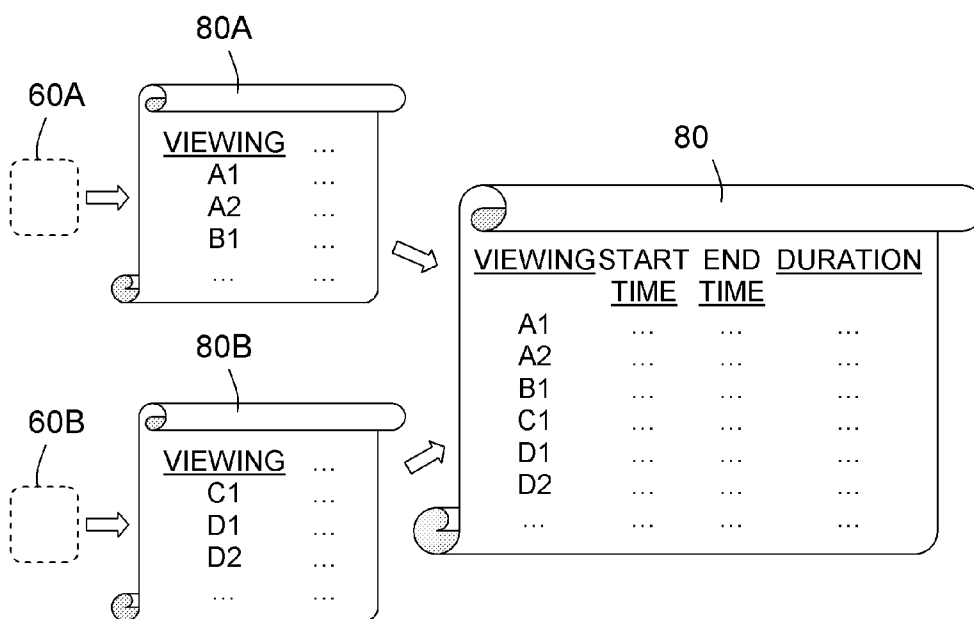 80A
60A
VIEWING ...
A1 ...
A2 ...
B1 ...
... ...
80B
60B
VIEWING ...
C1 ...
D1 ...
D2 ...
... ...
80
VIEWING START TIME END TIME DURATION
A1 ... ... ...
A2 ... ... ...
B1 ... ... ...
C1 ... ... ...
D1 ... ... ...
D2 ... ... ...
... ... ... ...